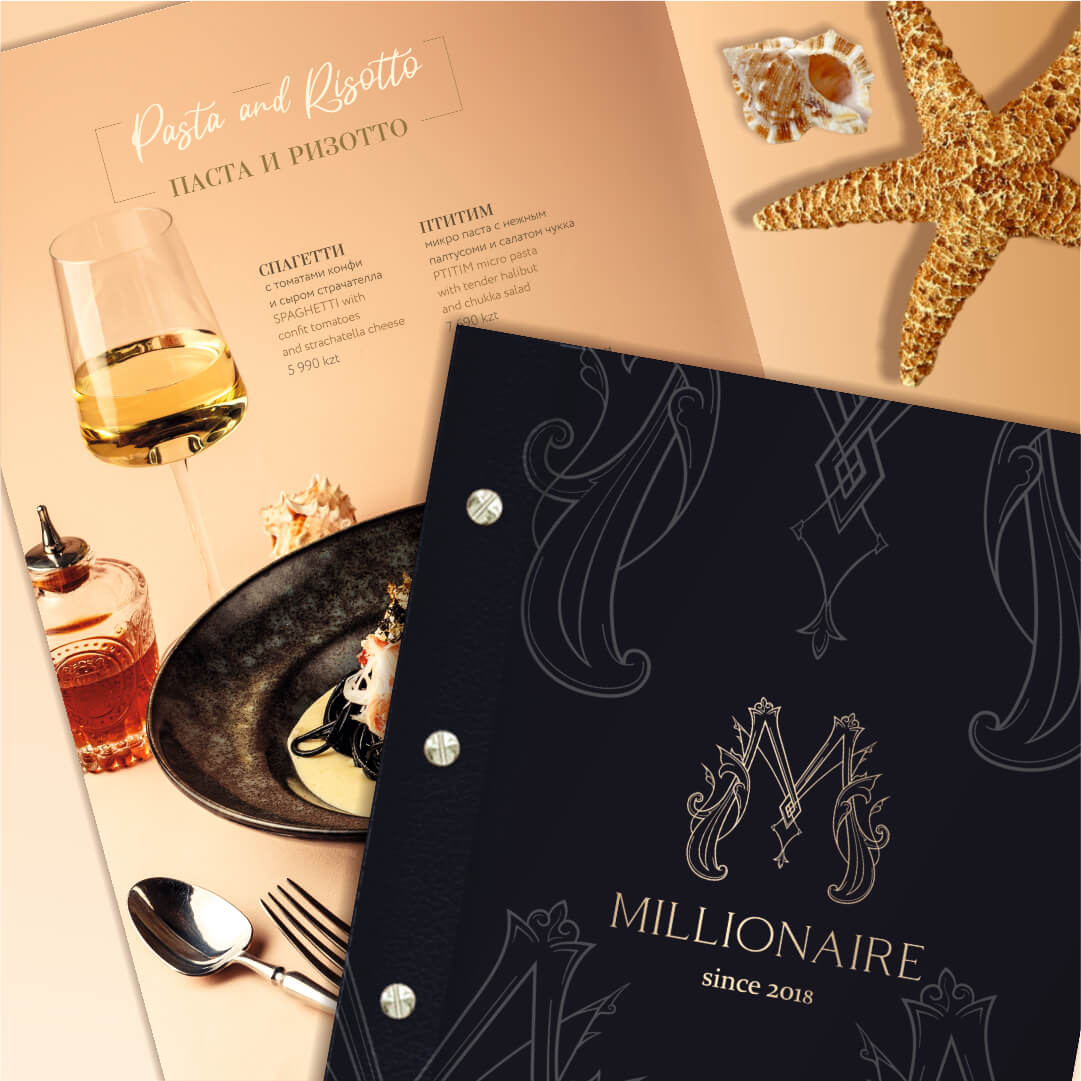 Pasta and Risotto
ПАСТА И РИЗОТТО
СПАГЕТТИ
с томатами конфи
и сыром страчателла
SPAGHETTI with
confit tomatoes
and strachatella cheese
5 990 kzt
ПТИТИМ
микро паста с нежным
палтусоми и салатом чукка
PTITIM micro pasta
with tender halibut
and chukka salad
690 kzt
MILLIONAIRE
since 2018